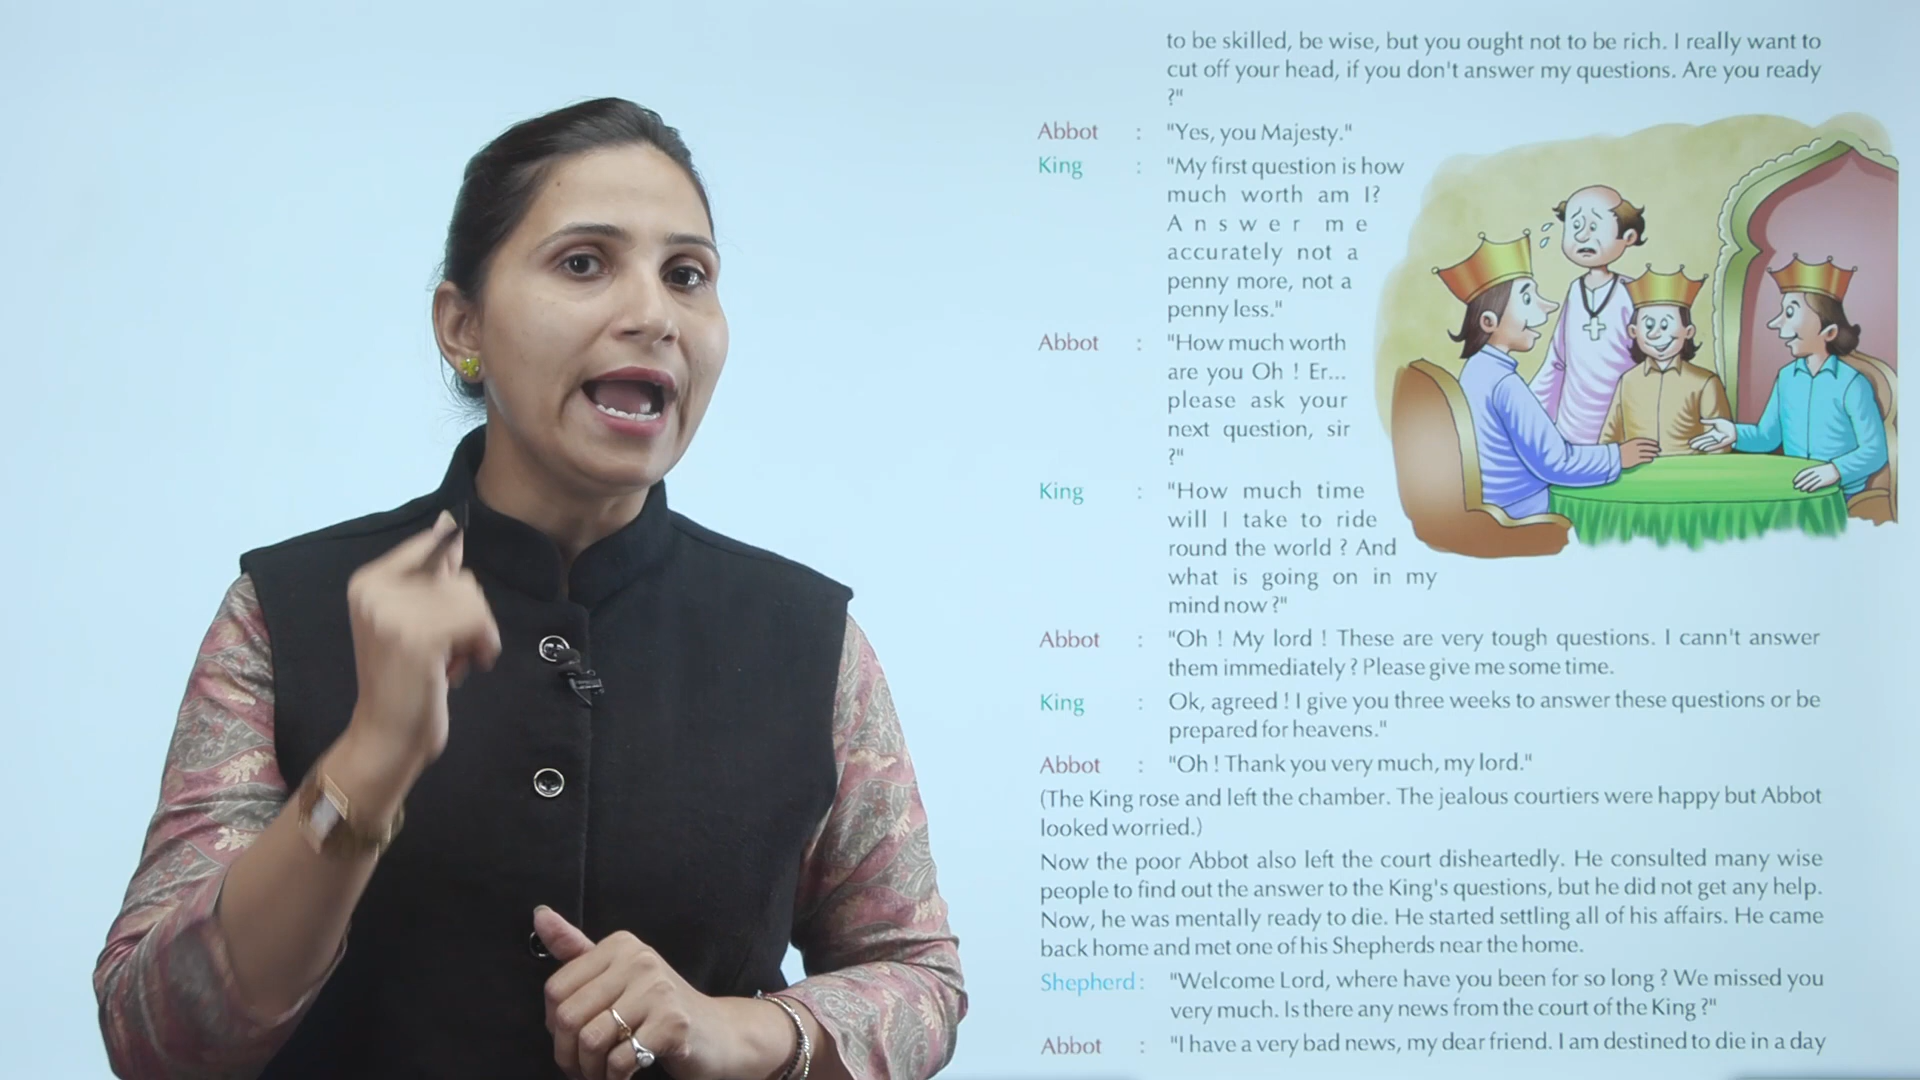 to be skilled, be wise, but you ought not to be rich. I really want to
cut off your head, if you don't answer my questions. Are you ready
?"
Abbot : "Yes, you Majesty."
King : "My first question is how
much worth am I?
Answer me
accurately not a
penny more, not a
penny less."
Abbot : "How much worth
are you Oh ! Er...
please ask your
next question, sir
?"
King : "How much time
will I take to ride
round the world ? And
what is going on in my
mind now ?"
Abbot : "Oh ! My lord ! These are very tough questions. I cann't answer
them immediately ? Please give me some time.
King : Ok, agreed ! I give you three weeks to answer these questions or be
prepared for heavens."
Abbot : "Oh ! Thank you very much, my lord."
(The King rose and left the chamber. The jealous courtiers were happy but Abbot
looked worried.)
Now the poor Abbot also left the court disheartedly. He consulted many wise
people to find out the answer to the King's questions, but he did not get any help.
Now, he was mentally ready to die. He started settling all of his affairs. He came
back home and met one of his Shepherds near the home.
Shepherd : "Welcome Lord, where have you been for so long ? We missed you
very much. Is there any news from the court of the King ?"
Abbot : "I have a very bad news, my dear friend. I am destined to die in a day